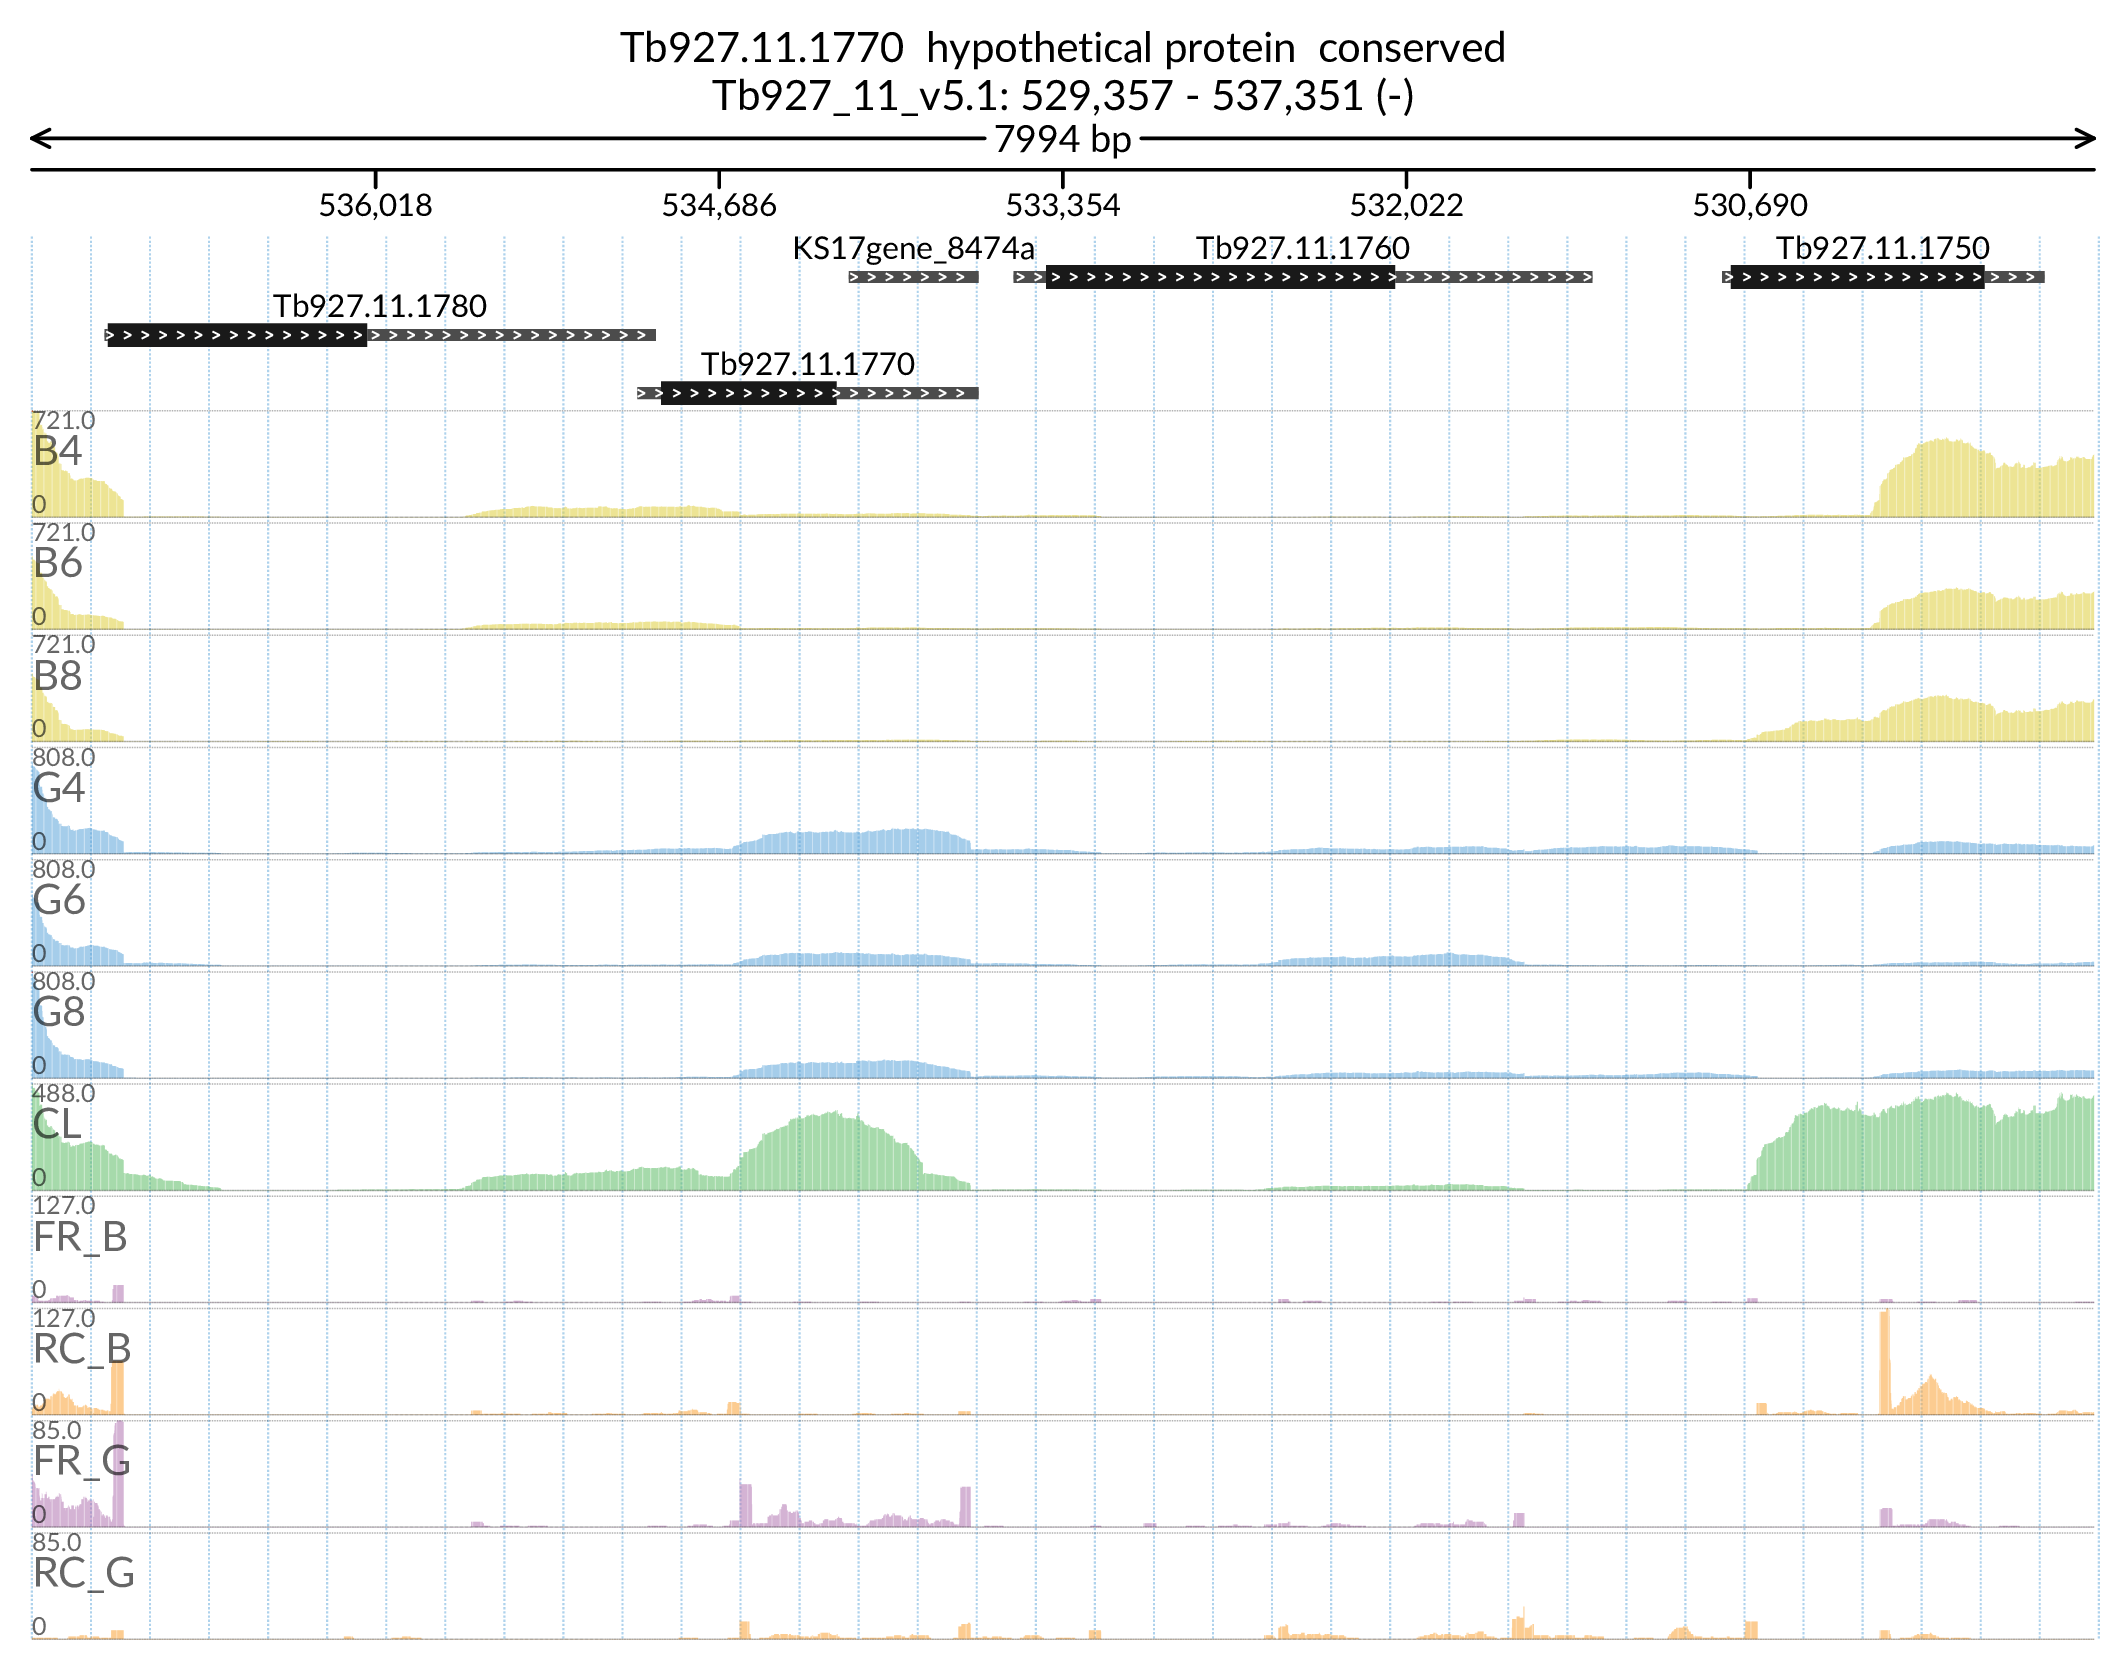 Tb927.11.1770  hypothetical protein  conserved
Tb927_11_v5.1: 529,357 - 537,351 (-)
7994 bp
536,018 534,686 533,354 532,022 530,690
KS17gene_8474a Tb927.11.1760 Tb927.11.1750
Tb927.11.1780
Tb927.11.1770
721.0
B4
0
721.0
B6
0
721.0
B8
0
808.0
G4
0
808.0
G6
0
808.0
G8
0
488.0
CL
0
127.0
FR_B
0
127.0
RC_B
0
85.0
FR_G
0
85.0
RC_G
0